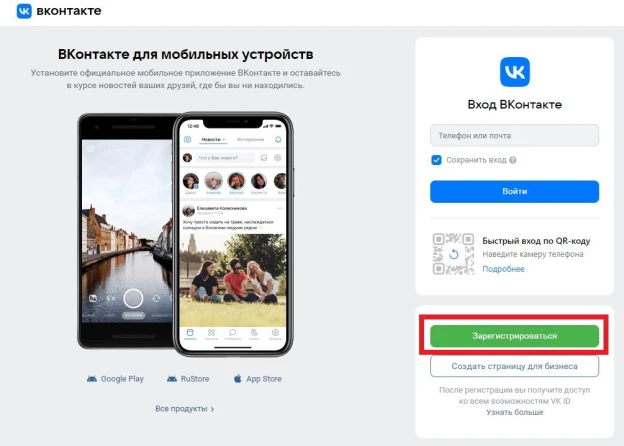 вконтакте
ВКонтакте для мобильных устройств
Установите официальное мобильное приложение ВКонтакте и оставайтесь
в курсе новостей ваших друзей, где бы вы ни находились.
12:48
Новости
Интересное
Что у Вас нового?
Елизавета Колесникова
Хочу просто сидеть на траве, наслаждаться
солнцем с близкими людьми рядом
Google Play
RuStore
App Store
Все продукты >
Вход ВКонтакте
Телефон или почта
Сохранить вход
Войти
Быстрый вход по QR-коду
Наведите камеру телефона
Подробнее
Зарегистрироваться
Создать страницу для бизнеса
После регистрации вы получите доступ
ко всем возможностям VK ID
Узнать больше